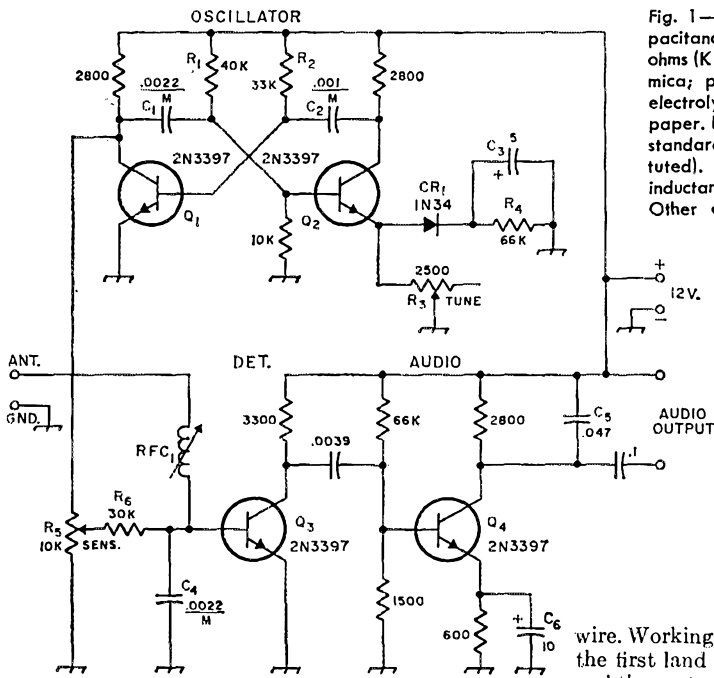 OSCILLATOR
2800
R1
40K
R2
33K
2800
.0022
M
C1
.001
M
C2
2N3397
2N3397
Q1
Q2
10K
CR1
1N34
C3
5
+
R4
66K
2500
R3
TUNE
+
12V.
−
ANT.
GND.
RFC1
R5
10K
SENS.
R6
30K
C4
.0022
M
DET.
3300
Q3
2N3397
.0039
AUDIO
66K
1500
2800
Q4
2N3397
600
+
C6
10
C5
.047
.1
AUDIO
OUTPUT
Fig. 1—
pacitanc
ohms (K
mica; p
electroly
paper.
standard
tuted).
inductan
Other
wire. Working
the first land